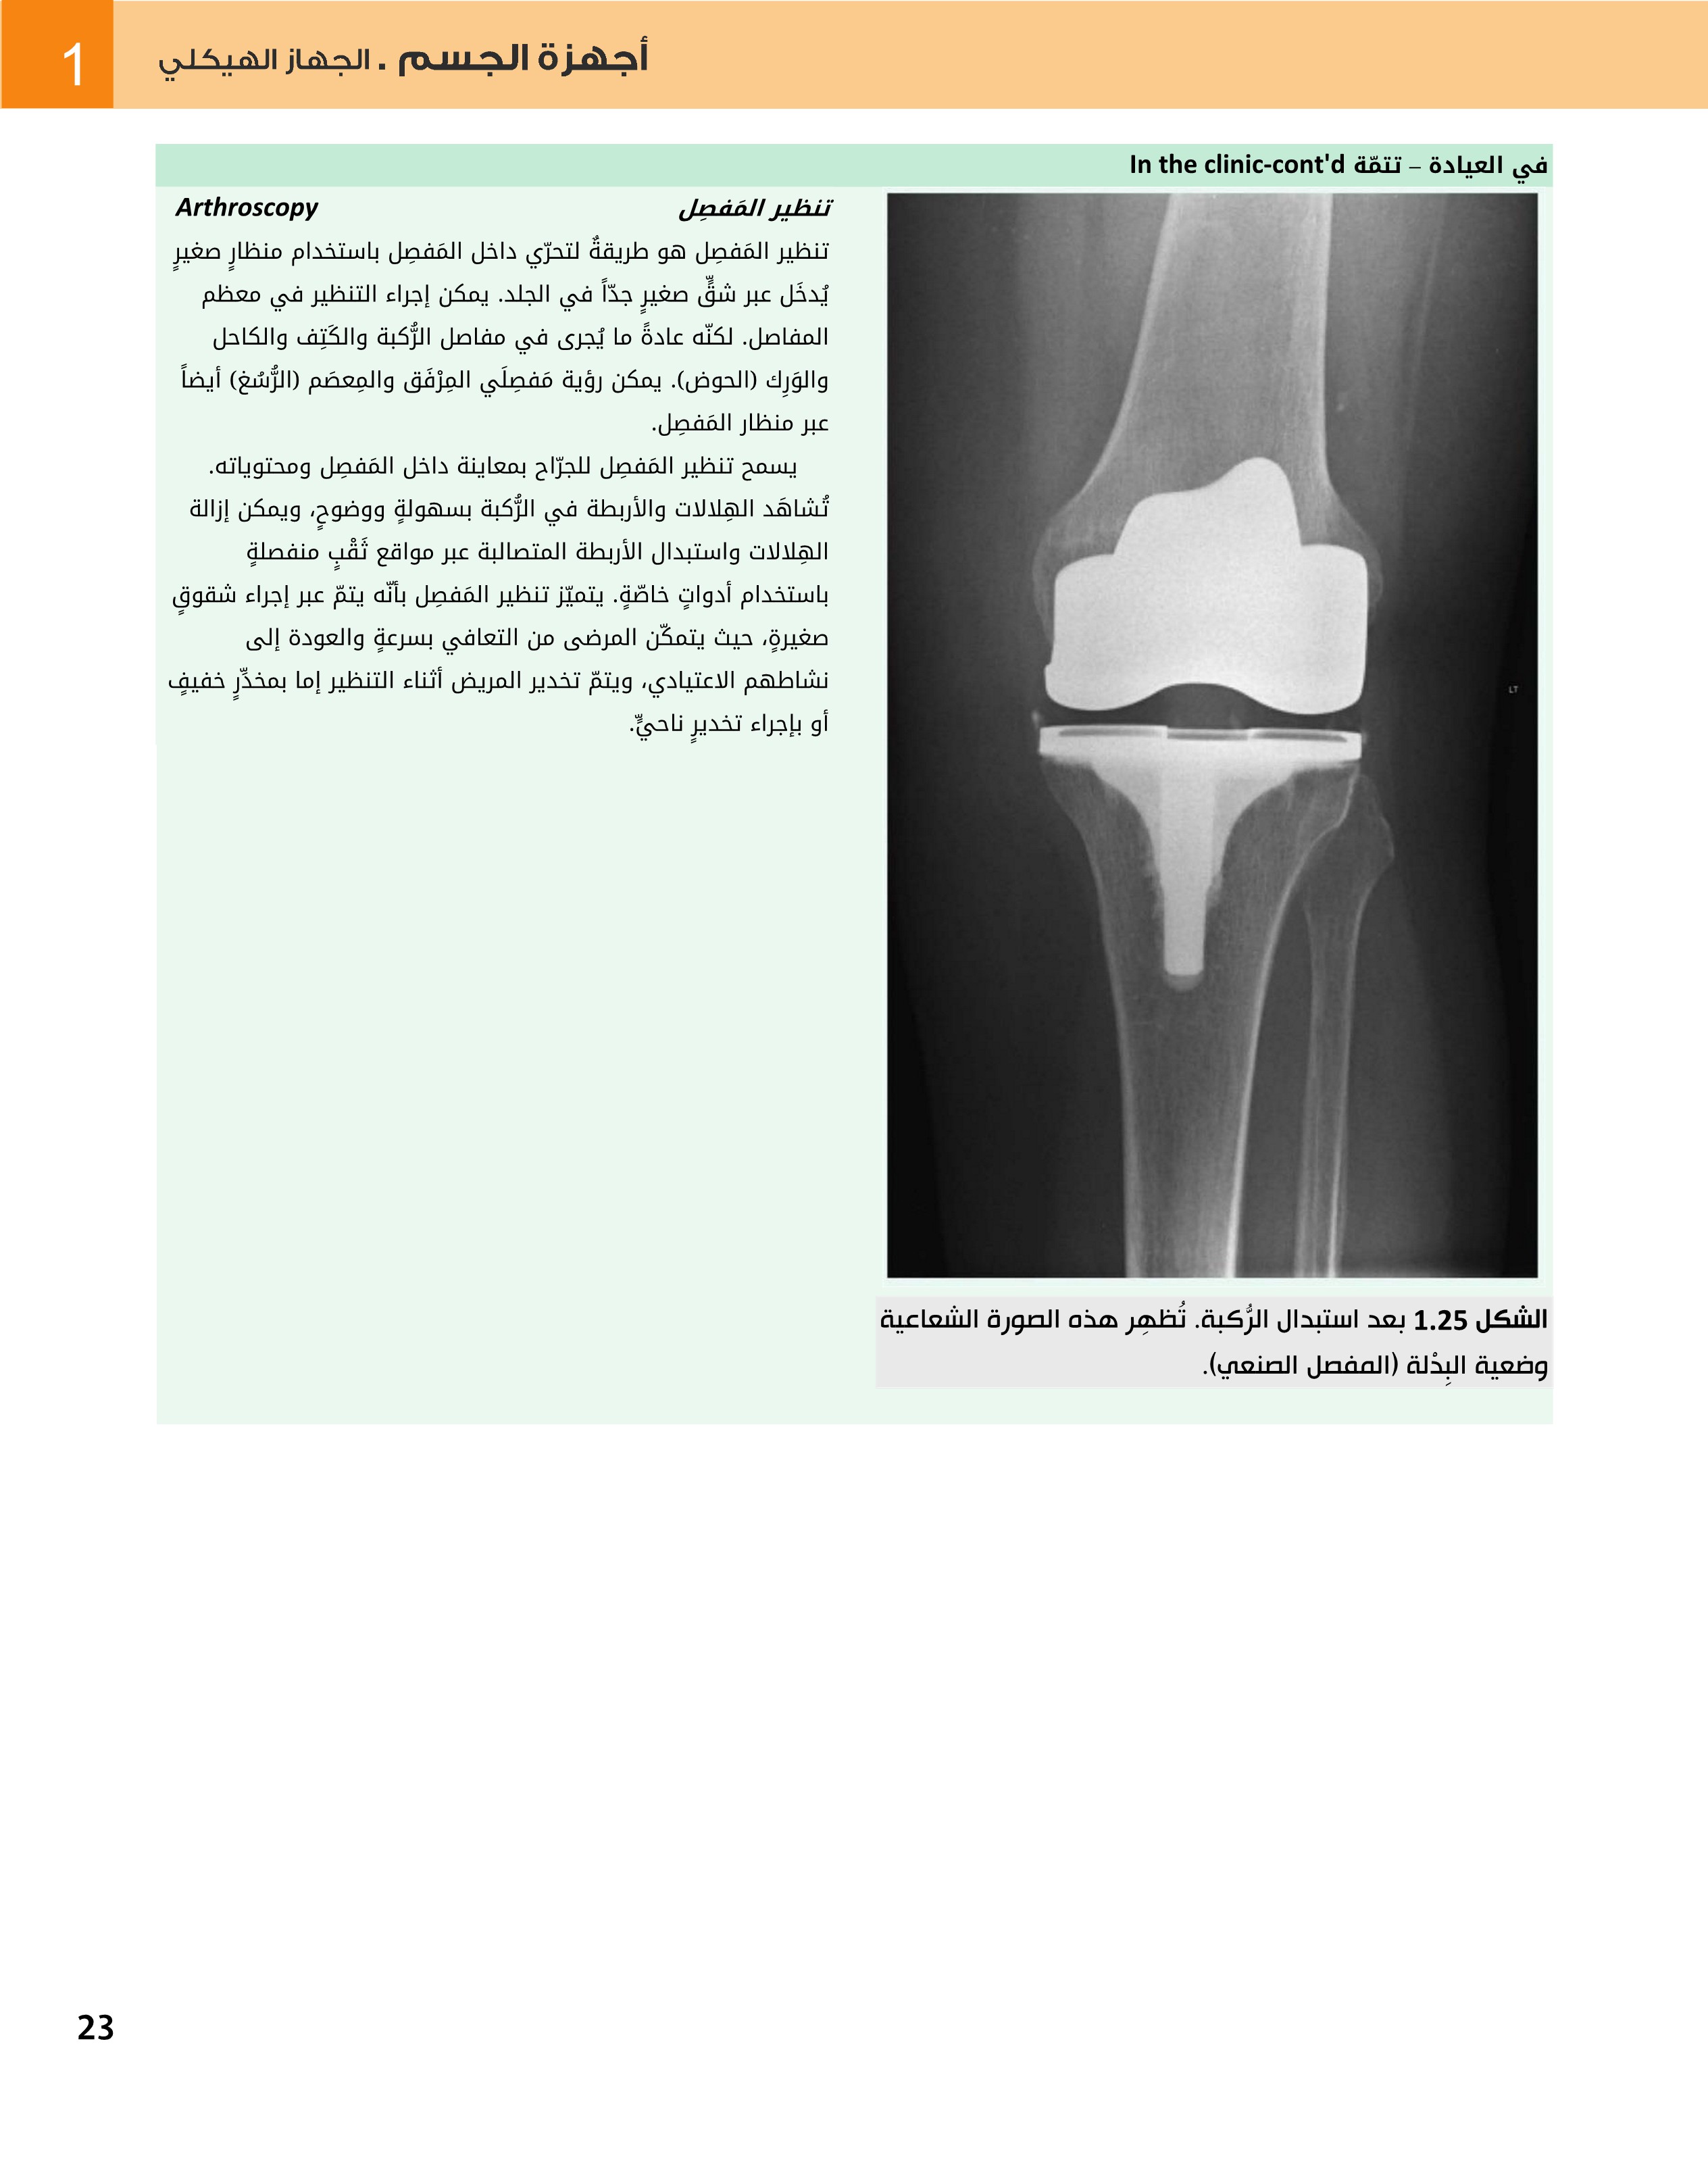 1
أجهزة الجسم . الجهاز الهيكلي
في العيادة – تتمّة In the clinic-cont'd
LT
الشكل 1.25 بعد استبدال الرُّكبة. تُظهِر هذه الصورة الشعاعية
وضعية البِدْلة (المفصل الصنعي).
تنظير المَفصِل Arthroscopy
تنظير المَفصِل هو طريقةٌ لتحرّي داخل المَفصِل باستخدام منظارٍ صغيرٍ
يُدخَل عبر شقٍّ صغيرٍ جدّاً في الجلد. يمكن إجراء التنظير في معظم
المفاصل. لكنّه عادةً ما يُجرى في مفاصل الرُّكبة والكَتِف والكاحل
والوَرِك (الحوض). يمكن رؤية مَفصِلَي المِرْفَق والمِعصَم (الرُّسُغ) أيضاً
عبر منظار المَفصِل.
يسمح تنظير المَفصِل للجرّاح بمعاينة داخل المَفصِل ومحتوياته.
تُشاهَد الهِلالات والأربطة في الرُّكبة بسهولةٍ ووضوحٍ، ويمكن إزالة
الهِلالات واستبدال الأربطة المتصالبة عبر مواقع ثَقْبٍ منفصلةٍ
باستخدام أدواتٍ خاصّةٍ. يتميّز تنظير المَفصِل بأنّه يتمّ عبر إجراء شقوقٍ
صغيرةٍ، حيث يتمكّن المرضى من التعافي بسرعةٍ والعودة إلى
نشاطهم الاعتيادي، ويتمّ تخدير المريض أثناء التنظير إما بمخدِّرٍ خفيفٍ
أو بإجراء تخديرٍ ناحيٍّ.
23